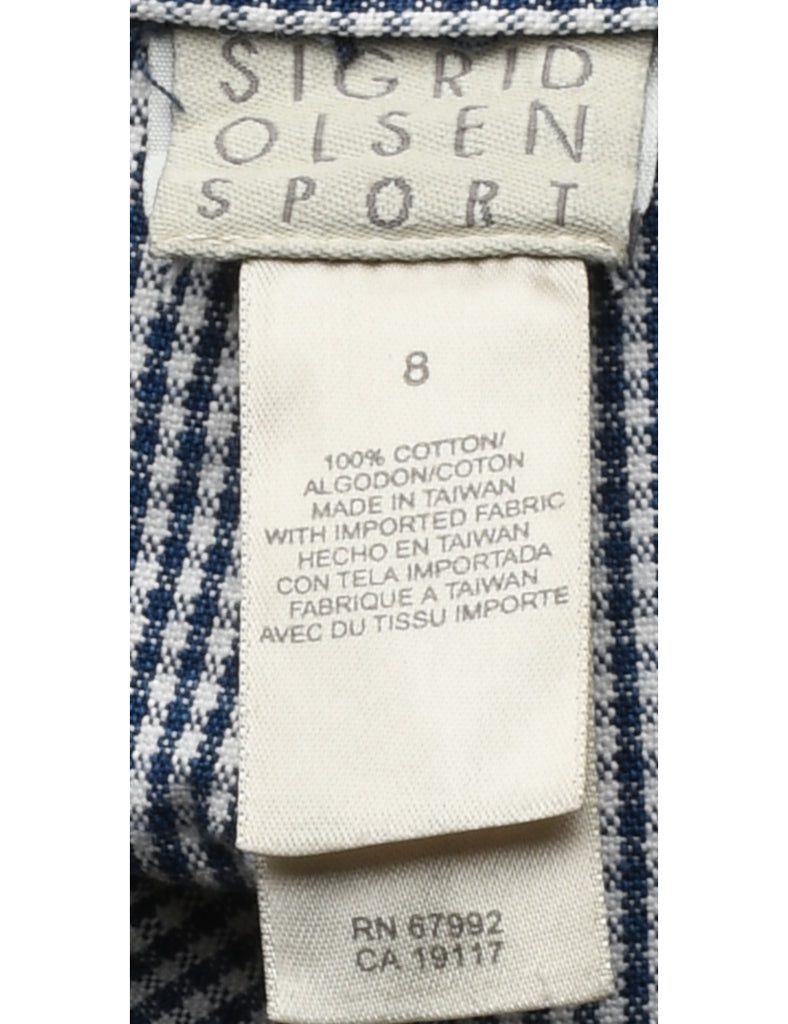 SIGRID
OLSEN
SPORT
8
100% COTTON/
ALGODON/COTON
MADE IN TAIWAN
WITH IMPORTED FABRIC
HECHO EN TAIWAN
CON TELA IMPORTADA
FABRIQUE A TAIWAN
AVEC DU TISSU IMPORTE
RN 67992
CA 19117